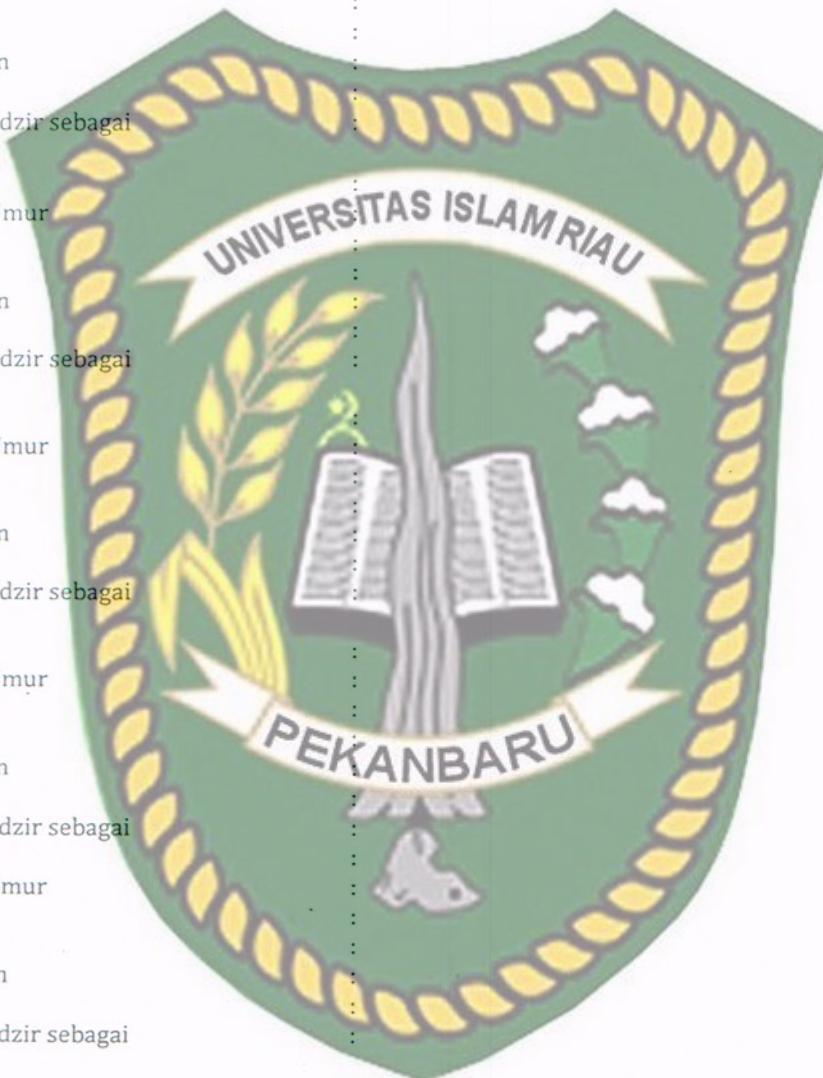 n
dzir sebagai
mur
UNIVERSITAS ISLAM RIAU
n
dzir sebagai :
mur
n
dzir sebagai :
mur :
PEKANBARU
n
dzir sebagai :
mur :
n
dzir sebagai :